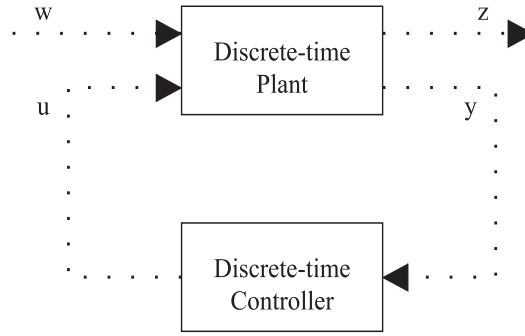 w
z
Discrete-time
Plant
u
y
Discrete-time
Controller